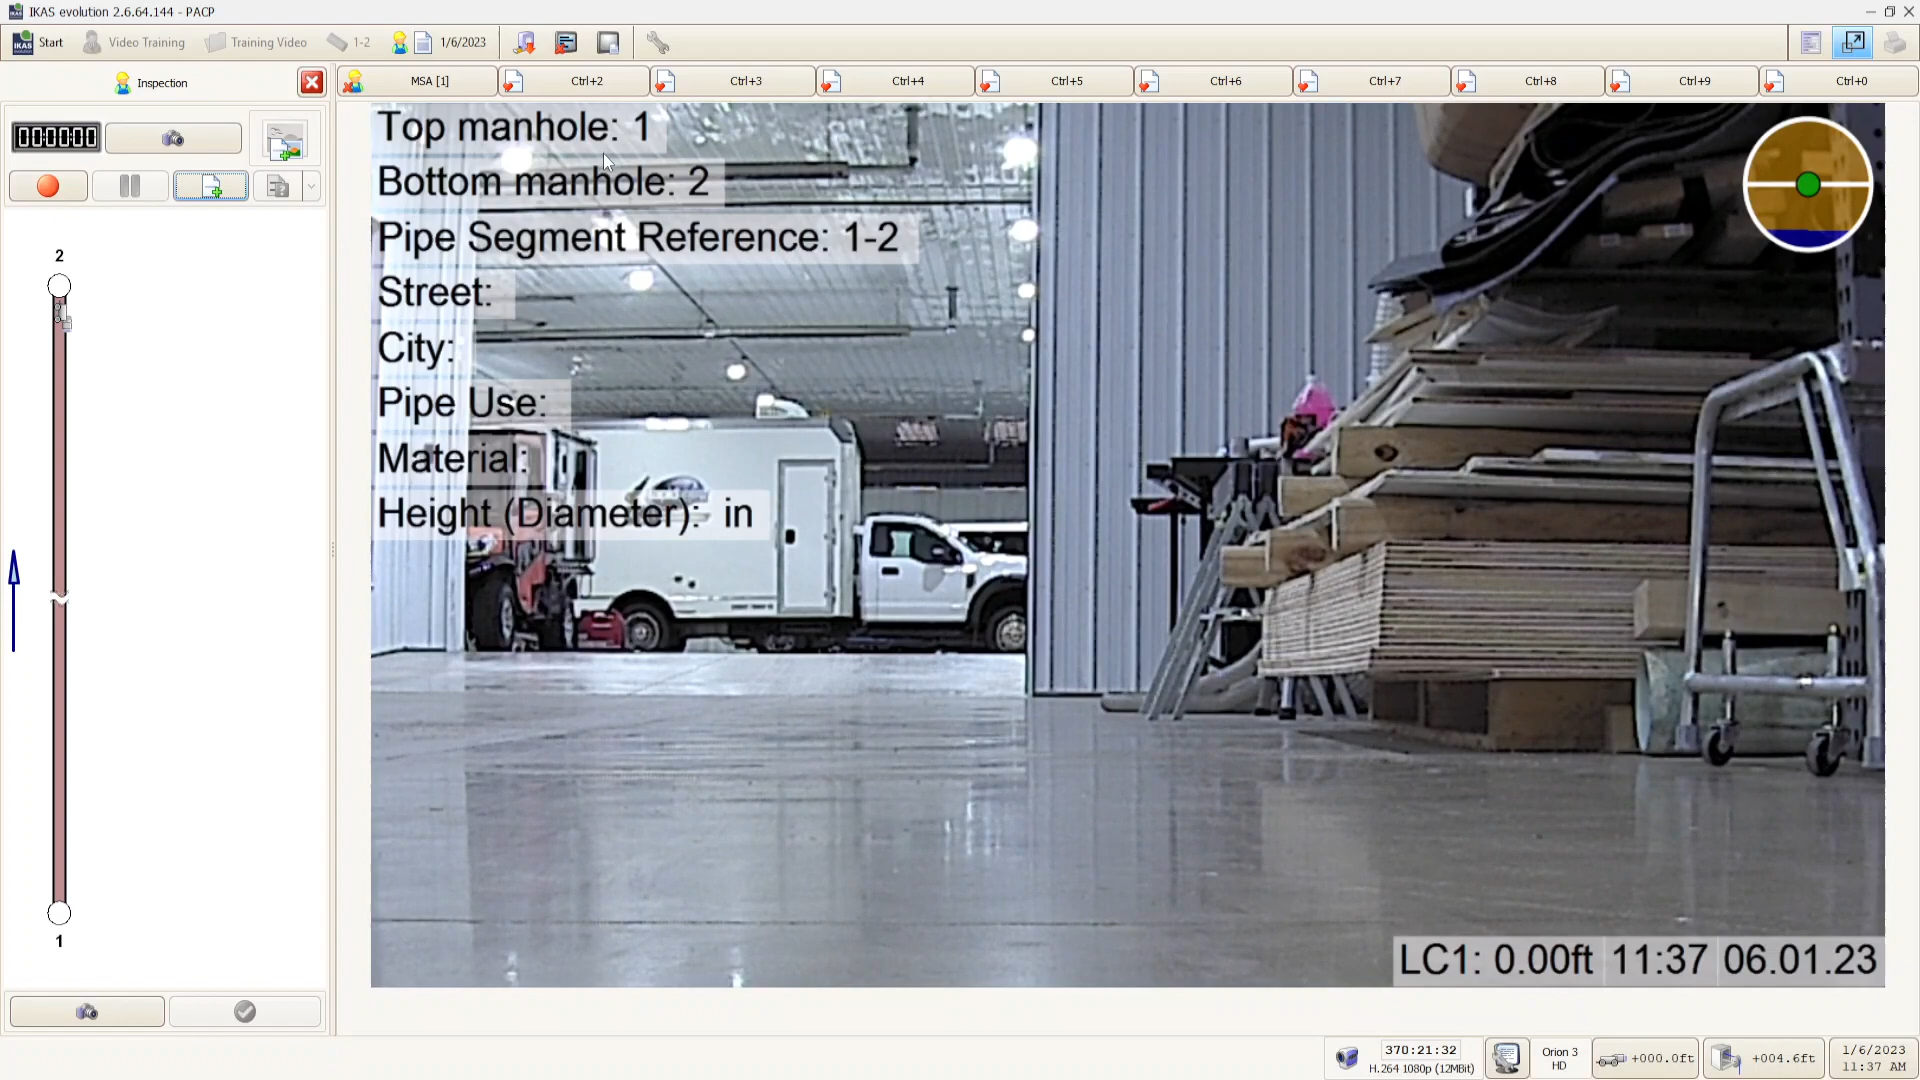 IKAS evolution 2.6.64.144 - PACP
IKAS
Start
Video Training
Training Video
1-2
1/6/2023
Inspection
MSA [1]
Ctrl+2
Ctrl+3
Ctrl+4
Ctrl+5
Ctrl+6
Ctrl+7
Ctrl+8
Ctrl+9
Ctrl+0
00:00:00
Top manhole: 1
Bottom manhole: 2
Pipe Segment Reference: 1-2
Street:
City:
Pipe Use:
Material:
Height (Diameter): in
2
1
LC1: 0.00ft 11:37 06.01.23
370:21:32
H.264 1080p (12MBit)
Orion 3
HD
+000.0ft
+004.6ft
1/6/2023
11:37 AM